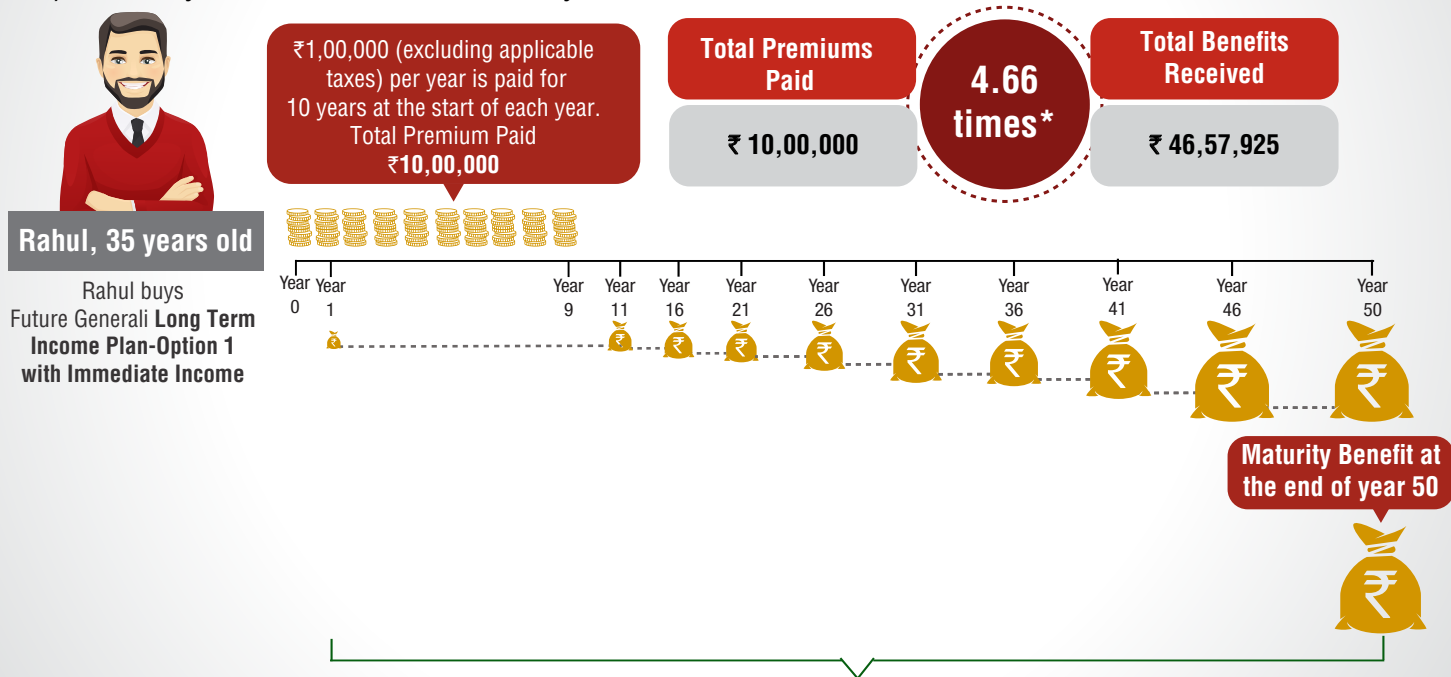 ₹1,00,000 (excluding applicable
taxes) per year is paid for
10 years at the start of each year.
Total Premium Paid
₹10,00,000
Total Premiums
Paid
₹ 10,00,000
4.66
times*
Total Benefits
Received
₹ 46,57,925
Rahul, 35 years old
Rahul buys
Future Generali Long Term
Income Plan-Option 1
with Immediate Income
Year Year Year Year Year Year Year Year Year Year Year Year
0 1 9 11 16 21 26 31 36 41 46 50
₹ ₹ ₹ ₹ ₹ ₹ ₹ ₹ ₹ ₹
Maturity Benefit at
the end of year 50
₹